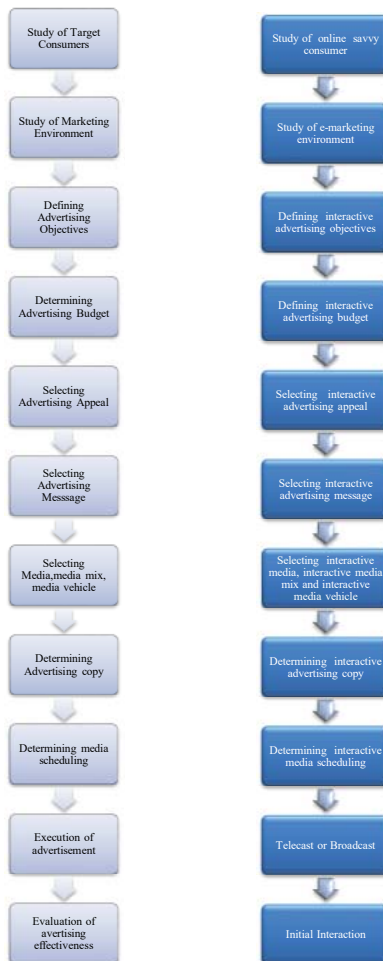 Study of Target
Consumers
Study of Marketing
Environment
Defining
Advertising
Objectives
Determining
Advertising Budget
Selecting
Advertising Appeal
Selecting
Advertising
Messsage
Selecting
Media,media mix,
media vehicle
Determining
Advertising copy
Determining media
scheduling
Execution of
advertisement
Evaluation of
avertising
effectiveness
Study of online savvy
consumer
Study of e-marketing
environment
Defining interactive
advertising objectives
Defining interactive
advertising budget
Selecting interactive
advertising appeal
Selecting interactive
advertising message
Selecting interactive
media, interactive media
mix and interactive
media vehicle
Determining interactive
advertising copy
Determining interactive
media scheduling
Telecast or Broadcast
Initial Interaction